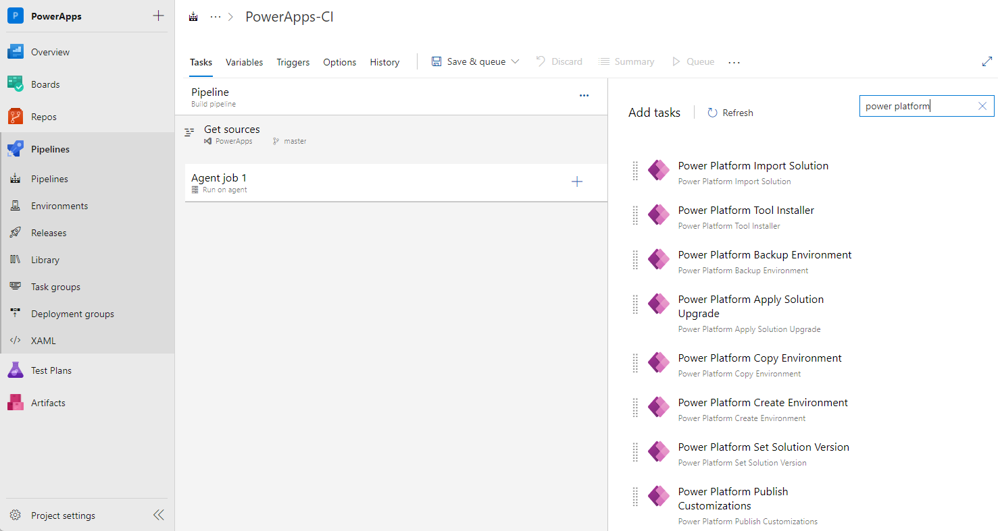 P PowerApps
Overview
Boards
Repos
Pipelines
Pipelines
Environments
Releases
Library
Task groups
Deployment groups
XAML
Test Plans
Artifacts
Project settings
··· > PowerApps-CI
Tasks Variables Triggers Options History Save & queue Discard Summary Queue ···
Pipeline
Build pipeline
Get sources
PowerApps master
Agent job 1
Run on agent
Add tasks Refresh power platform
Power Platform Import Solution
Power Platform Import Solution
Power Platform Tool Installer
Power Platform Tool Installer
Power Platform Backup Environment
Power Platform Backup Environment
Power Platform Apply Solution
Upgrade
Power Platform Apply Solution Upgrade
Power Platform Copy Environment
Power Platform Copy Environment
Power Platform Create Environment
Power Platform Create Environment
Power Platform Set Solution Version
Power Platform Set Solution Version
Power Platform Publish
Customizations
Power Platform Publish Customizations